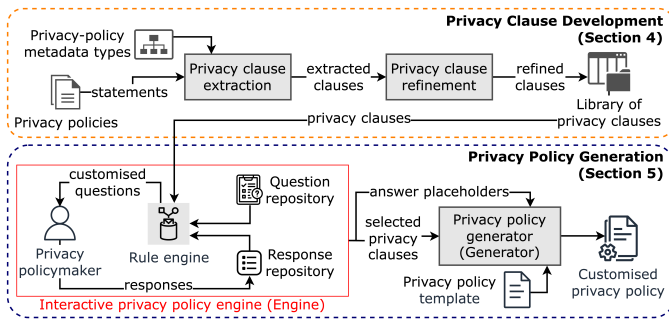 Privacy Clause Development
(Section 4)
Privacy-policy
metadata types
Privacy clause
extraction
extracted
clauses
Privacy clause
refinement
refined
clauses
statements
Privacy policies
Library of
privacy clauses
privacy clauses
Privacy Policy Generation
(Section 5)
customised
questions
Question
repository
answer placeholders
Privacy
policymaker
Rule engine
Response
repository
responses
selected
privacy
clauses
Privacy policy
generator
(Generator)
Privacy policy
template
Customised
privacy policy
Interactive privacy policy engine (Engine)